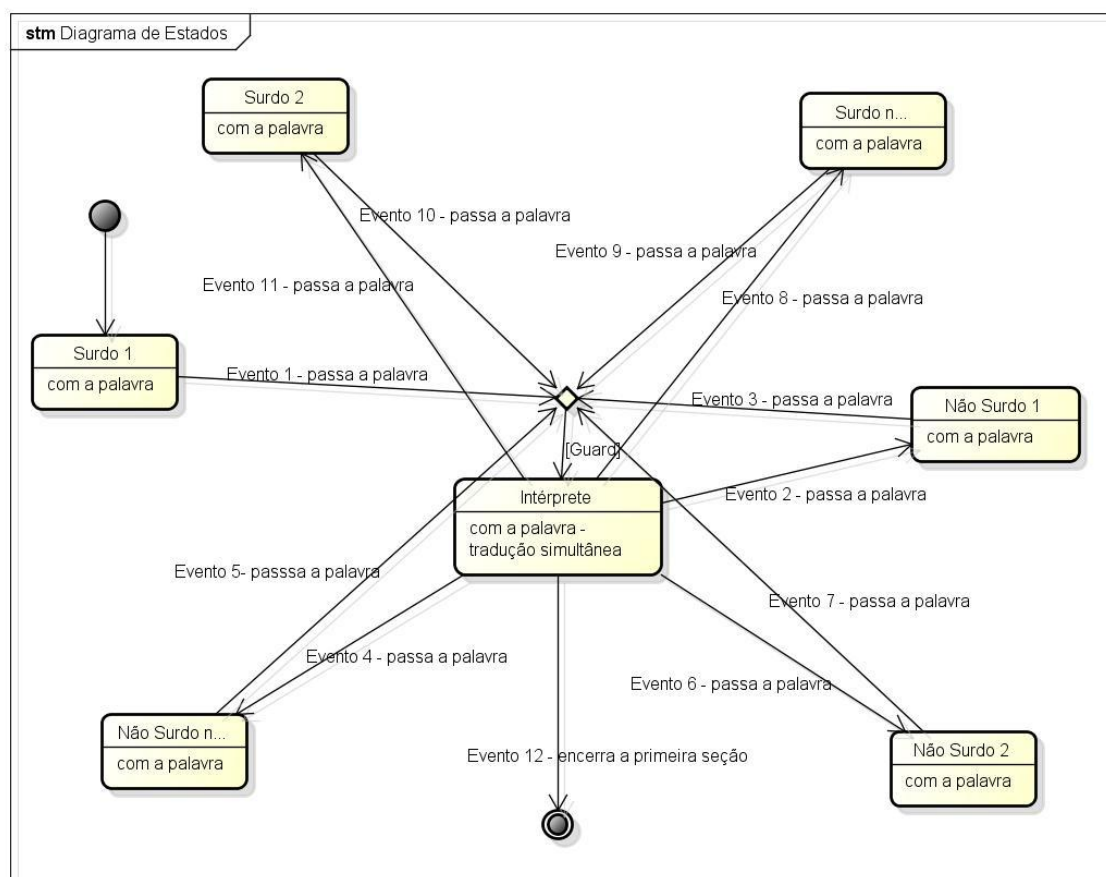 stm Diagrama de Estados
Surdo 2
com a palavra
Surdo n...
com a palavra
Evento 10 - passa a palavra
Evento 9 - passa a palavra
Evento 11 - passa a palavra
Evento 8 - passa a palavra
Surdo 1
com a palavra
Evento 1 - passa a palavra
Evento 3 - passa a palavra
Não Surdo 1
com a palavra
[Guard]
Intérprete
com a palavra -
tradução simultânea
Evento 2 - passa a palavra
Evento 5- passsa a palavra
Evento 7 - passa a palavra
Evento 4 - passa a palavra
Evento 6 - passa a palavra
Não Surdo n...
com a palavra
Não Surdo 2
com a palavra
Evento 12 - encerra a primeira seção